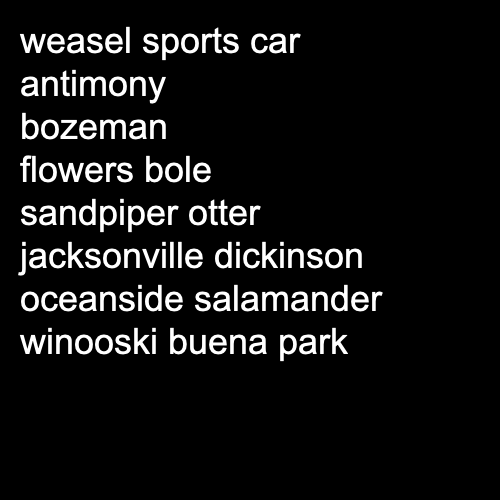 weasel sports car
antimony
bozeman
flowers bole
sandpiper otter
jacksonville dickinson
oceanside salamander
winooski buena park